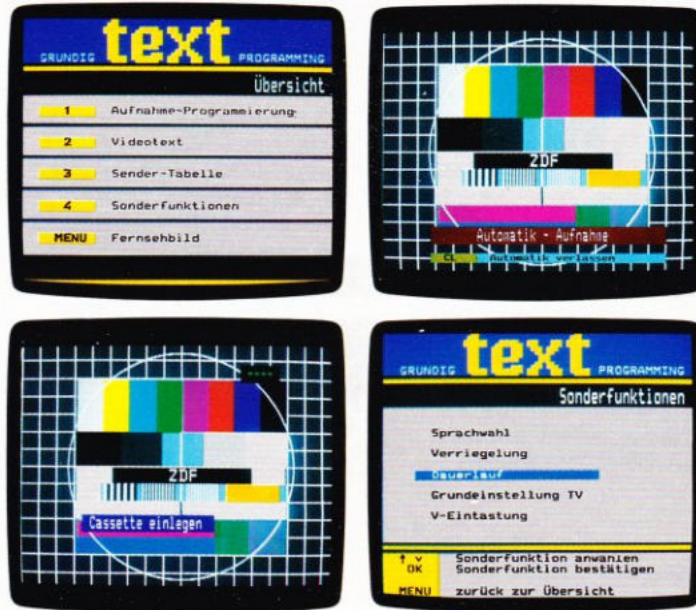 GRUNDIG text PROGRAMMING
Übersicht
1 Aufnahme-Programmierung
2 Videotext
3 Sender-Tabelle
4 Sonderfunktionen
MENU Fernsehbild
ZDF
Automatik - Aufnahme
CL Automatik verlassen
----
ZDF
Cassette einlegen
GRUNDIG text PROGRAMMING
Sonderfunktionen
Sprachwahl
Verriegelung
Dauerlauf
Grundeinstellung TV
V-Eintastung
↑ v Sonderfunktion anwählen
OK Sonderfunktion bestätigen
MENU zurück zur Übersicht